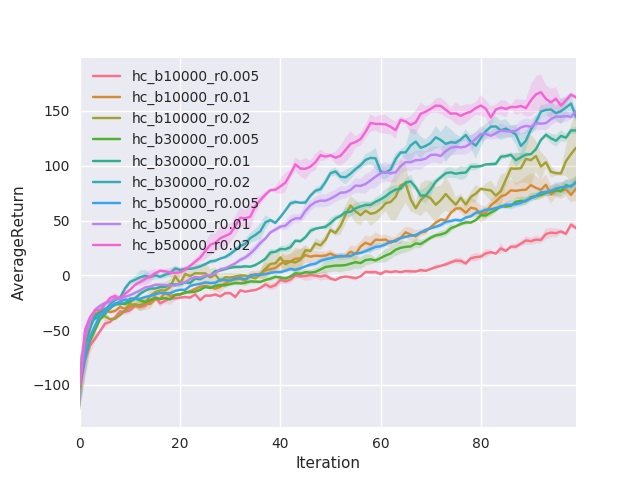 hc_b10000_r0.005
hc_b10000_r0.01
hc_b10000_r0.02
hc_b30000_r0.005
hc_b30000_r0.01
hc_b30000_r0.02
hc_b50000_r0.005
hc_b50000_r0.01
hc_b50000_r0.02
150
100
50
0
−50
−100
AverageReturn
0 20 40 60 80
Iteration